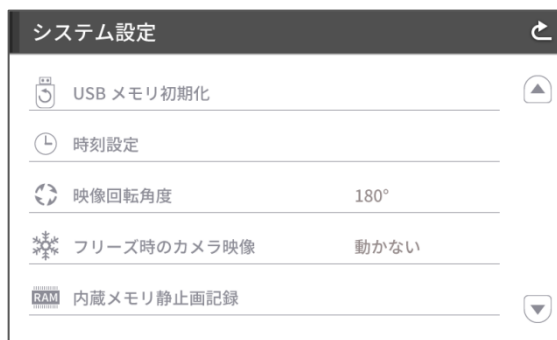 システム設定
USB メモリ初期化
時刻設定
映像回転角度 180°
フリーズ時のカメラ映像 動かない
RAM 内蔵メモリ静止画記録